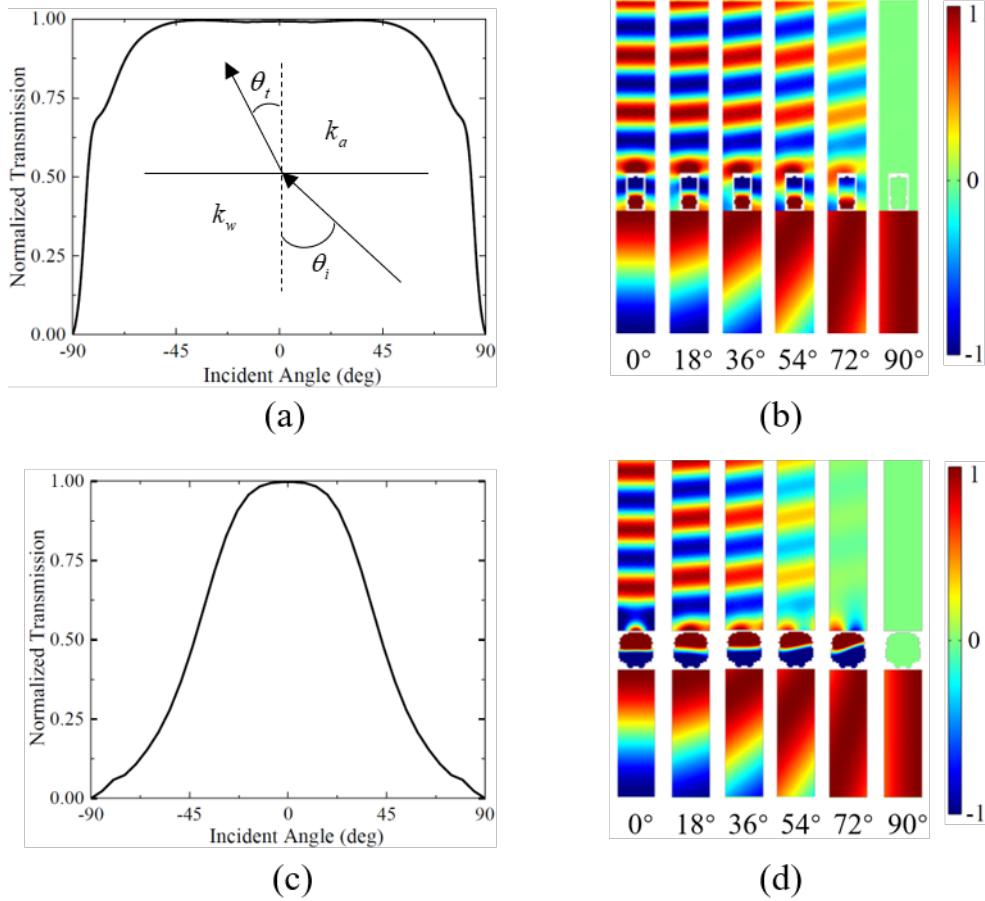 Normalized Transmission
1.00
0.75
0.50
0.25
0.00
θt
ka
kw
θi
-90
-45
0
45
90
Incident Angle (deg)
(a)
0° 18° 36° 54° 72° 90°
1
0
-1
(b)
Normalized Transmission
1.00
0.75
0.50
0.25
0.00
-90
-45
0
45
90
Incident Angle (deg)
(c)
0° 18° 36° 54° 72° 90°
1
0
-1
(d)